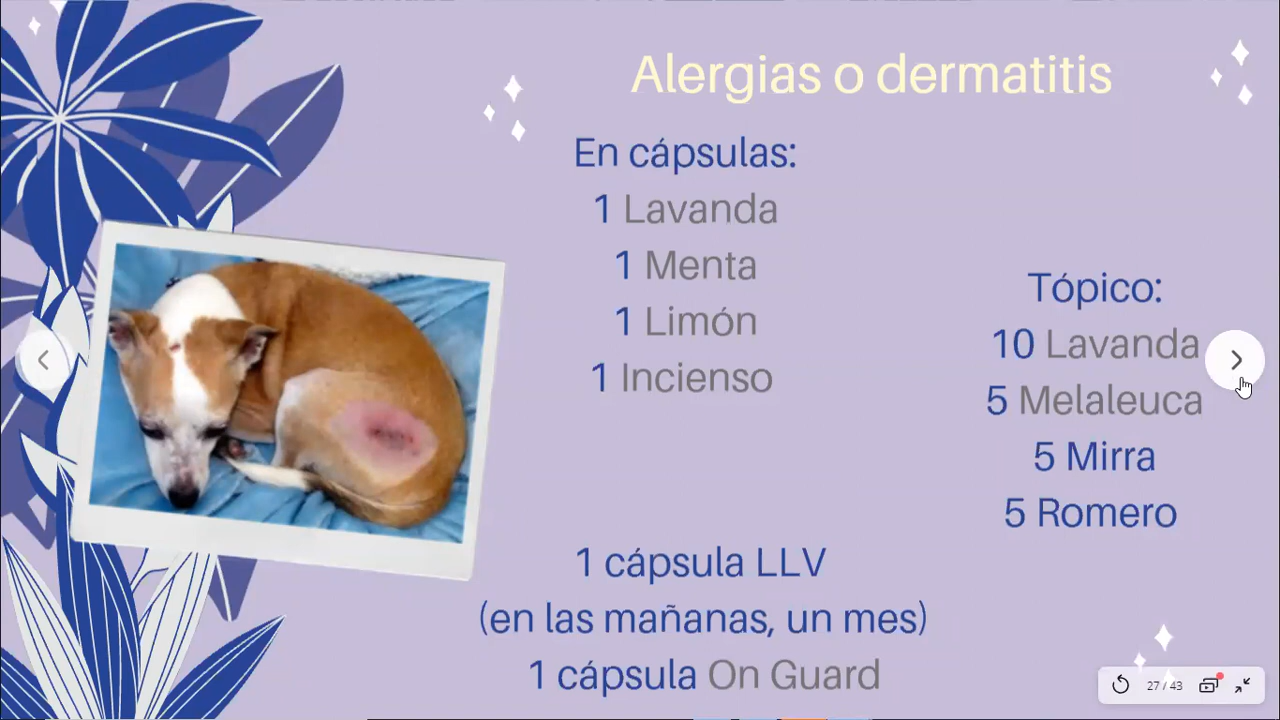 Alergias o dermatitis
En cápsulas:
1 Lavanda
1 Menta
1 Limón
1 Incienso
Tópico:
10 Lavanda
5 Melaleuca
5 Mirra
5 Romero
1 cápsula LLV
(en las mañanas, un mes)
1 cápsula On Guard
27 / 43